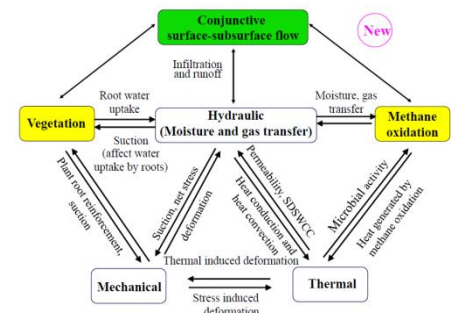 Conjunctive
surface-subsurface flow
New
Infiltration
and runoff
Root water
uptake
Moisture, gas
transfer
Vegetation
Hydraulic
(Moisture and gas transfer)
Methane
oxidation
Suction
(affect water
uptake by roots)
Plant root reinforcement,
suction
Suction, net stress
deformation
Permeability, SDSWCC
Heat conduction and
heat convection
Microbial activity
Heat generated by
methane oxidation
Thermal induced deformation
Mechanical
Thermal
Stress induced
deformation